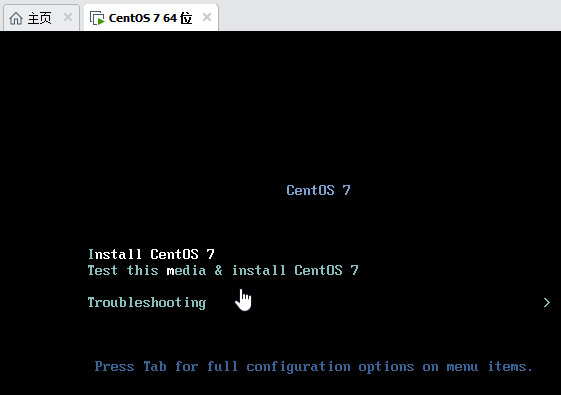 主页
CentOS 7 64 位
CentOS 7
Install CentOS 7
Test this media & install CentOS 7
Troubleshooting >
Press Tab for full configuration options on menu items.